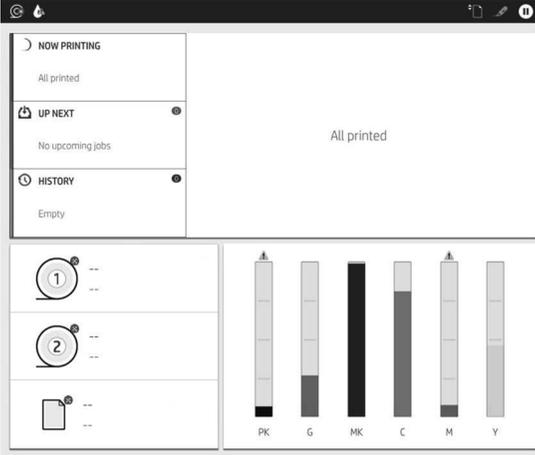 NOW PRINTING
All printed
UP NEXT
0
No upcoming jobs
HISTORY
0
Empty
All printed
1
--
--
2
--
--
--
--
PK G MK C M Y